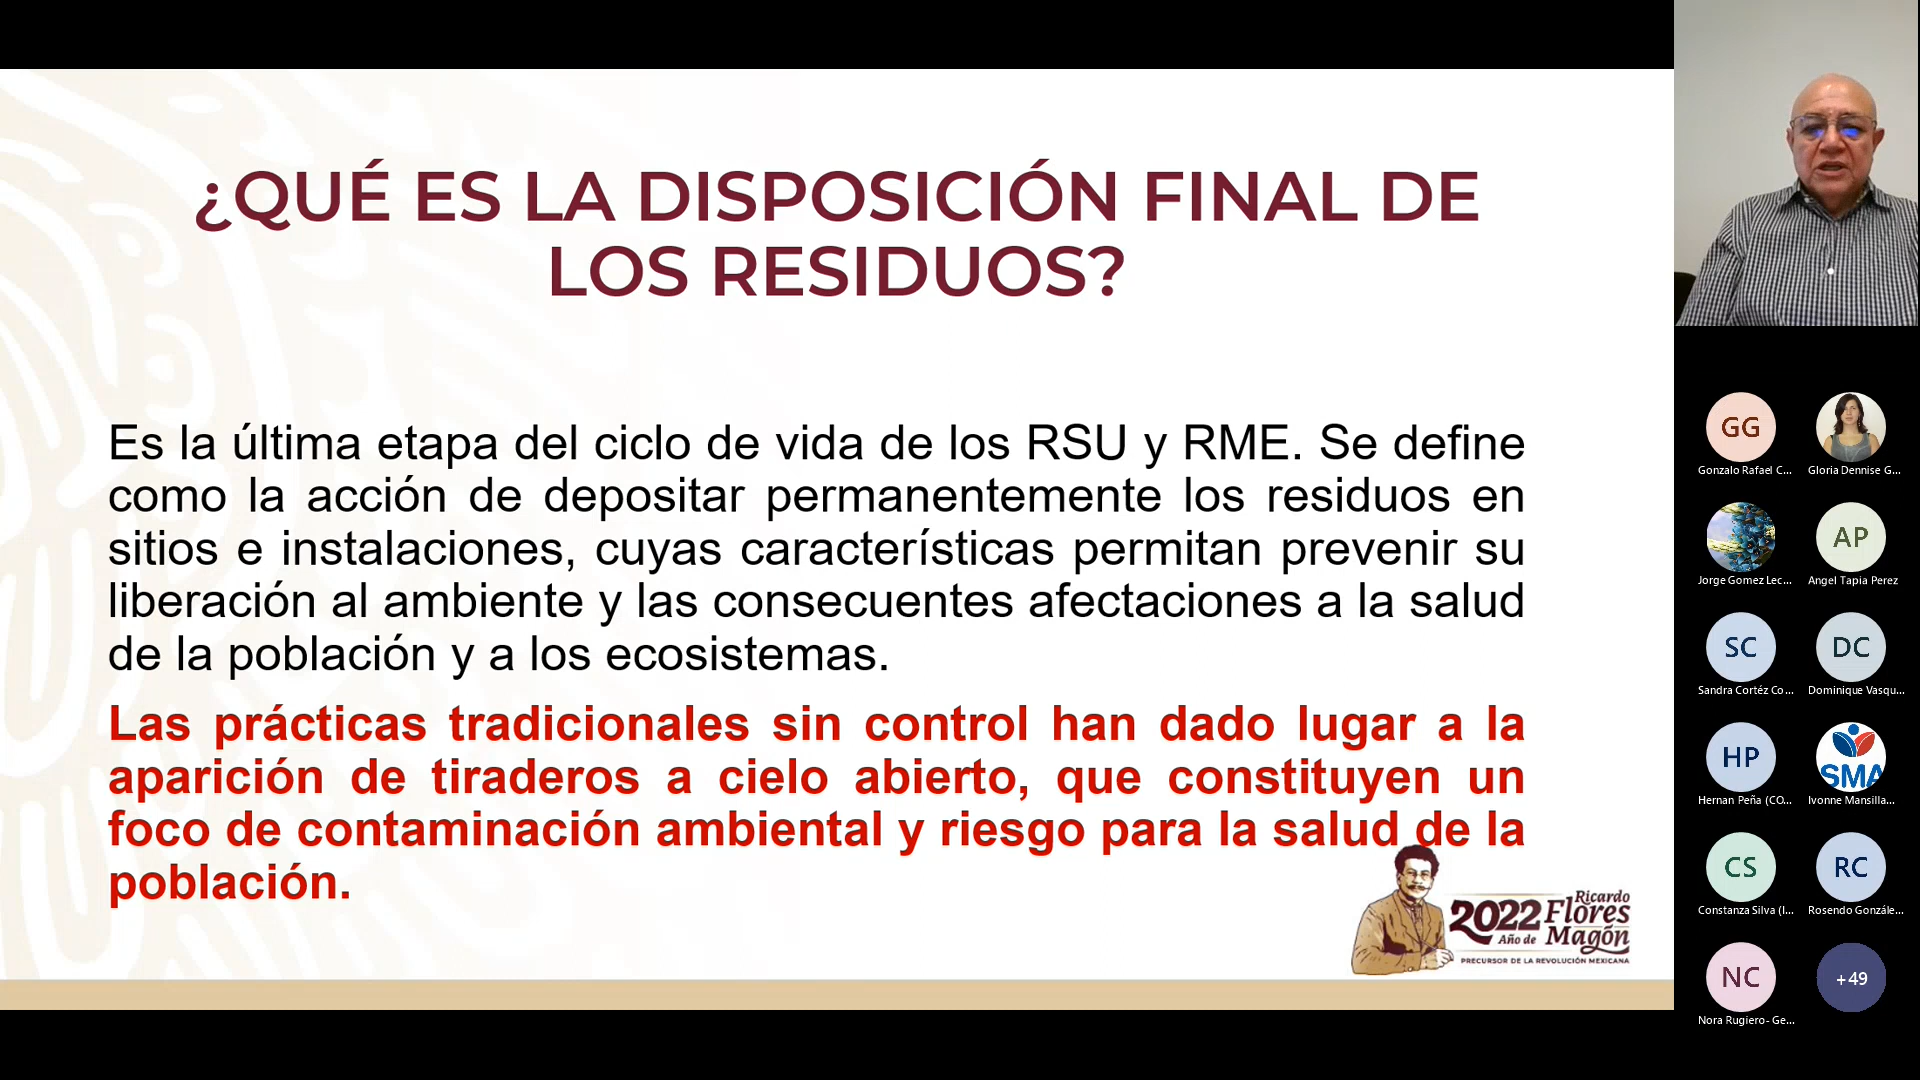 ¿QUÉ ES LA DISPOSICIÓN FINAL DE
LOS RESIDUOS?
Es la última etapa del ciclo de vida de los RSU y RME. Se define
como la acción de depositar permanentemente los residuos en
sitios e instalaciones, cuyas características permitan prevenir su
liberación al ambiente y las consecuentes afectaciones a la salud
de la población y a los ecosistemas.
Las prácticas tradicionales sin control han dado lugar a la
aparición de tiraderos a cielo abierto, que constituyen un
foco de contaminación ambiental y riesgo para la salud de la
población.
2022
Año de
Ricardo
Flores
Magón
PRECURSOR DE LA REVOLUCIÓN MEXICANA
GG
Gonzalo Rafael C...
Gloria Dennise G...
Jorge Gomez Lec...
AP
Angel Tapia Perez
SC
Sandra Cortéz Co...
DC
Dominique Vasqu...
HP
Hernan Peña (CO...
SMA
Ivonne Mansilla...
CS
Constanza Silva (I...
RC
Rosendo Gonzále...
NC
Nora Rugiero- Ge...
+49